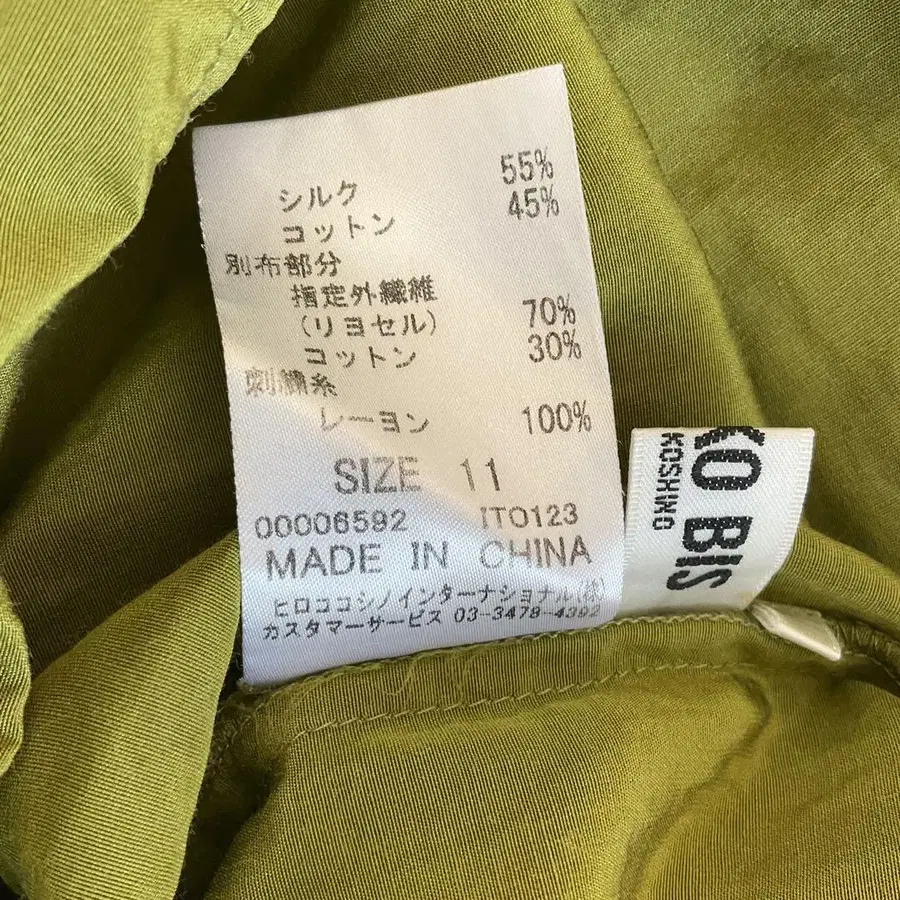 シルク 55%
コットン 45%
別布部分
指定外繊維
(リヨセル) 70%
コットン 30%
刺繍糸
レーヨン 100%
SIZE 11
00006592 ITO123
MADE IN CHINA
ヒロココシノインターナショナル(株)
カスタマーサービス 03-3478-4392
KO BIS
KOSHINO